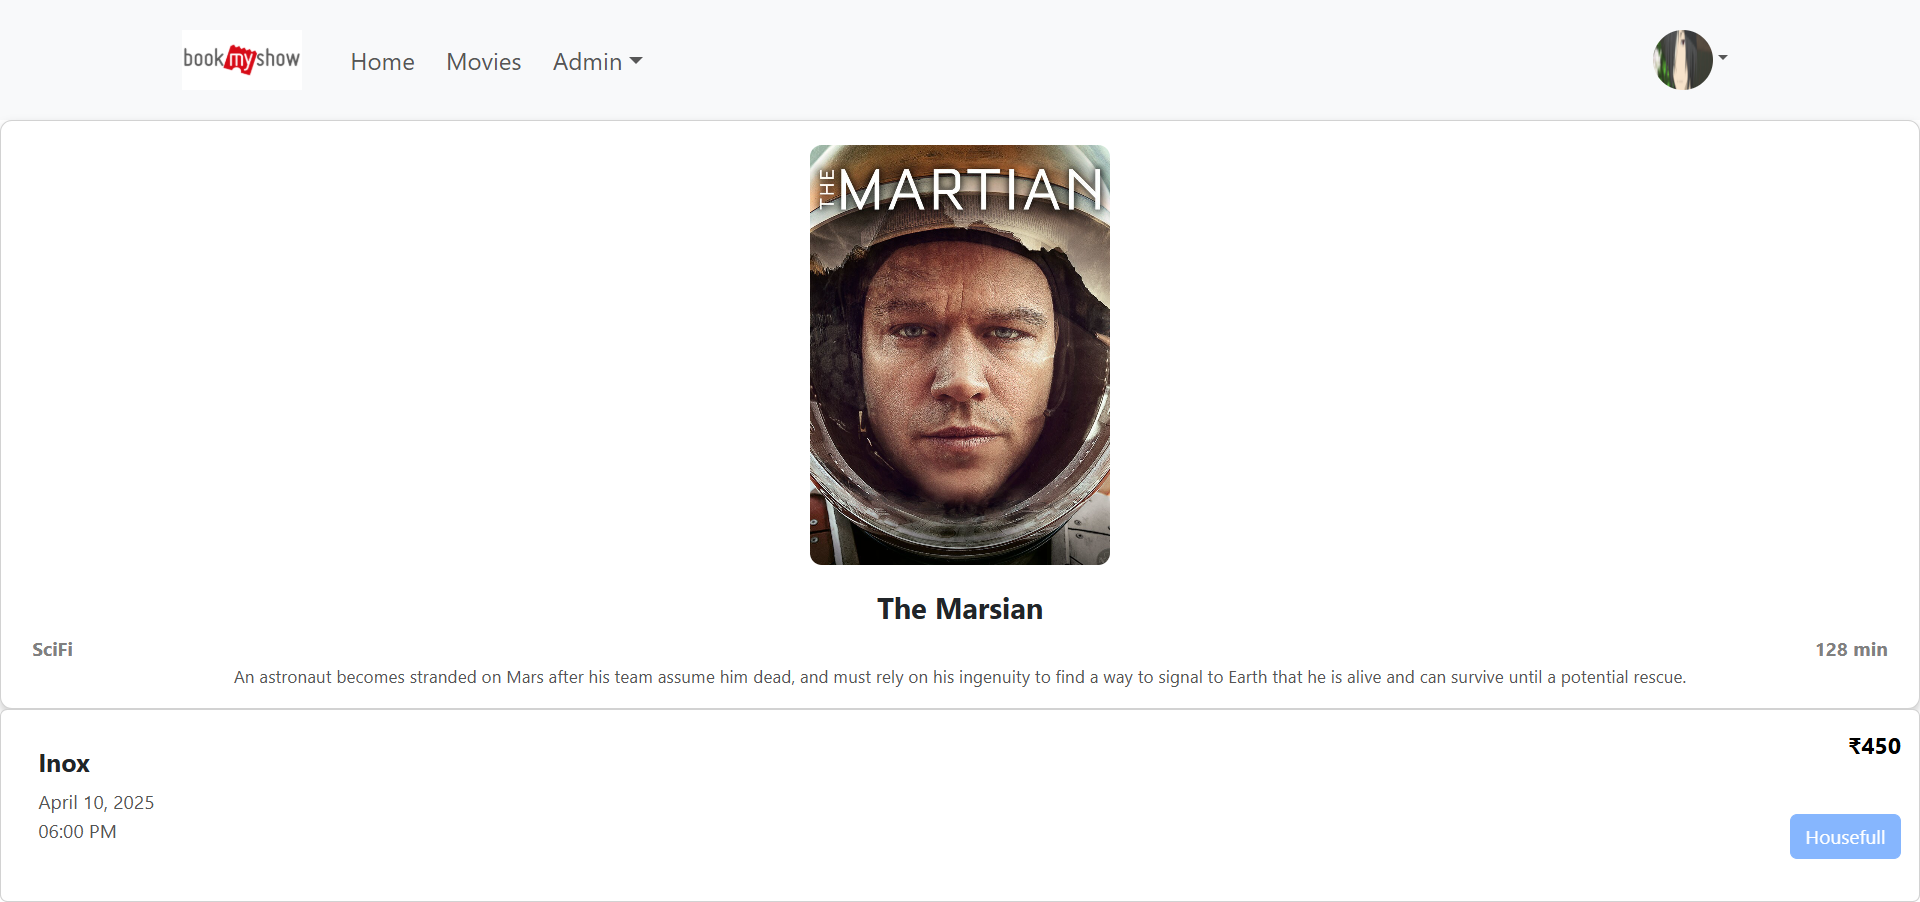 bookmyshow
Home
Movies
Admin
THE MARTIAN
The Marsian
SciFi
128 min
An astronaut becomes stranded on Mars after his team assume him dead, and must rely on his ingenuity to find a way to signal to Earth that he is alive and can survive until a potential rescue.
Inox
₹450
April 10, 2025
06:00 PM
Housefull